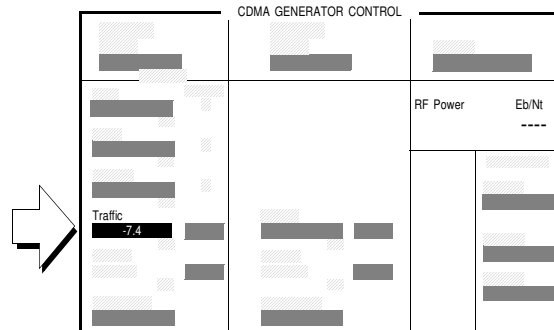 CDMA GENERATOR CONTROL
RF Power Eb/Nt
----
Traffic
-7.4